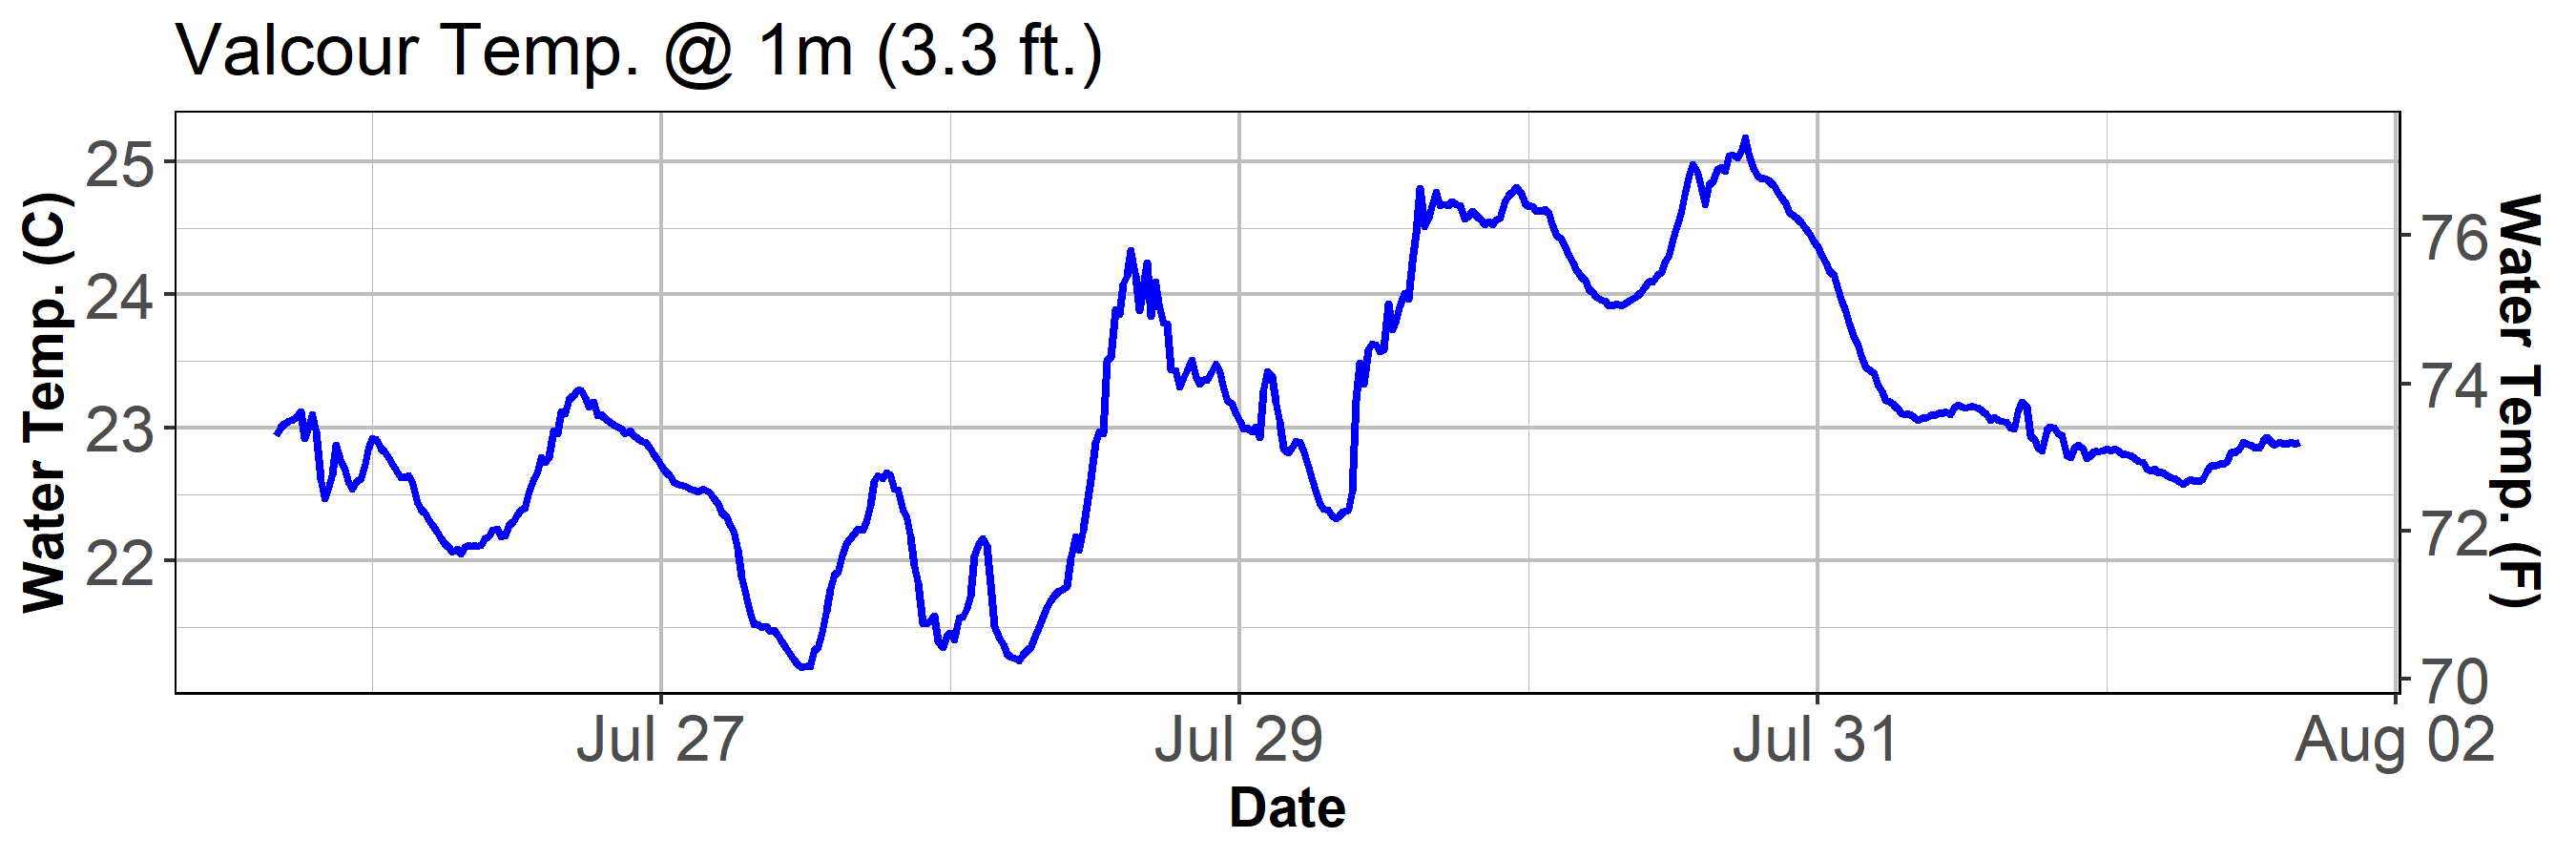 Valcour Temp. @ 1m (3.3 ft.)
Water Temp. (C)
25
24
23
22
76
74
72
70
Water Temp. (F)
Jul 27
Jul 29
Jul 31
Aug 02
Date